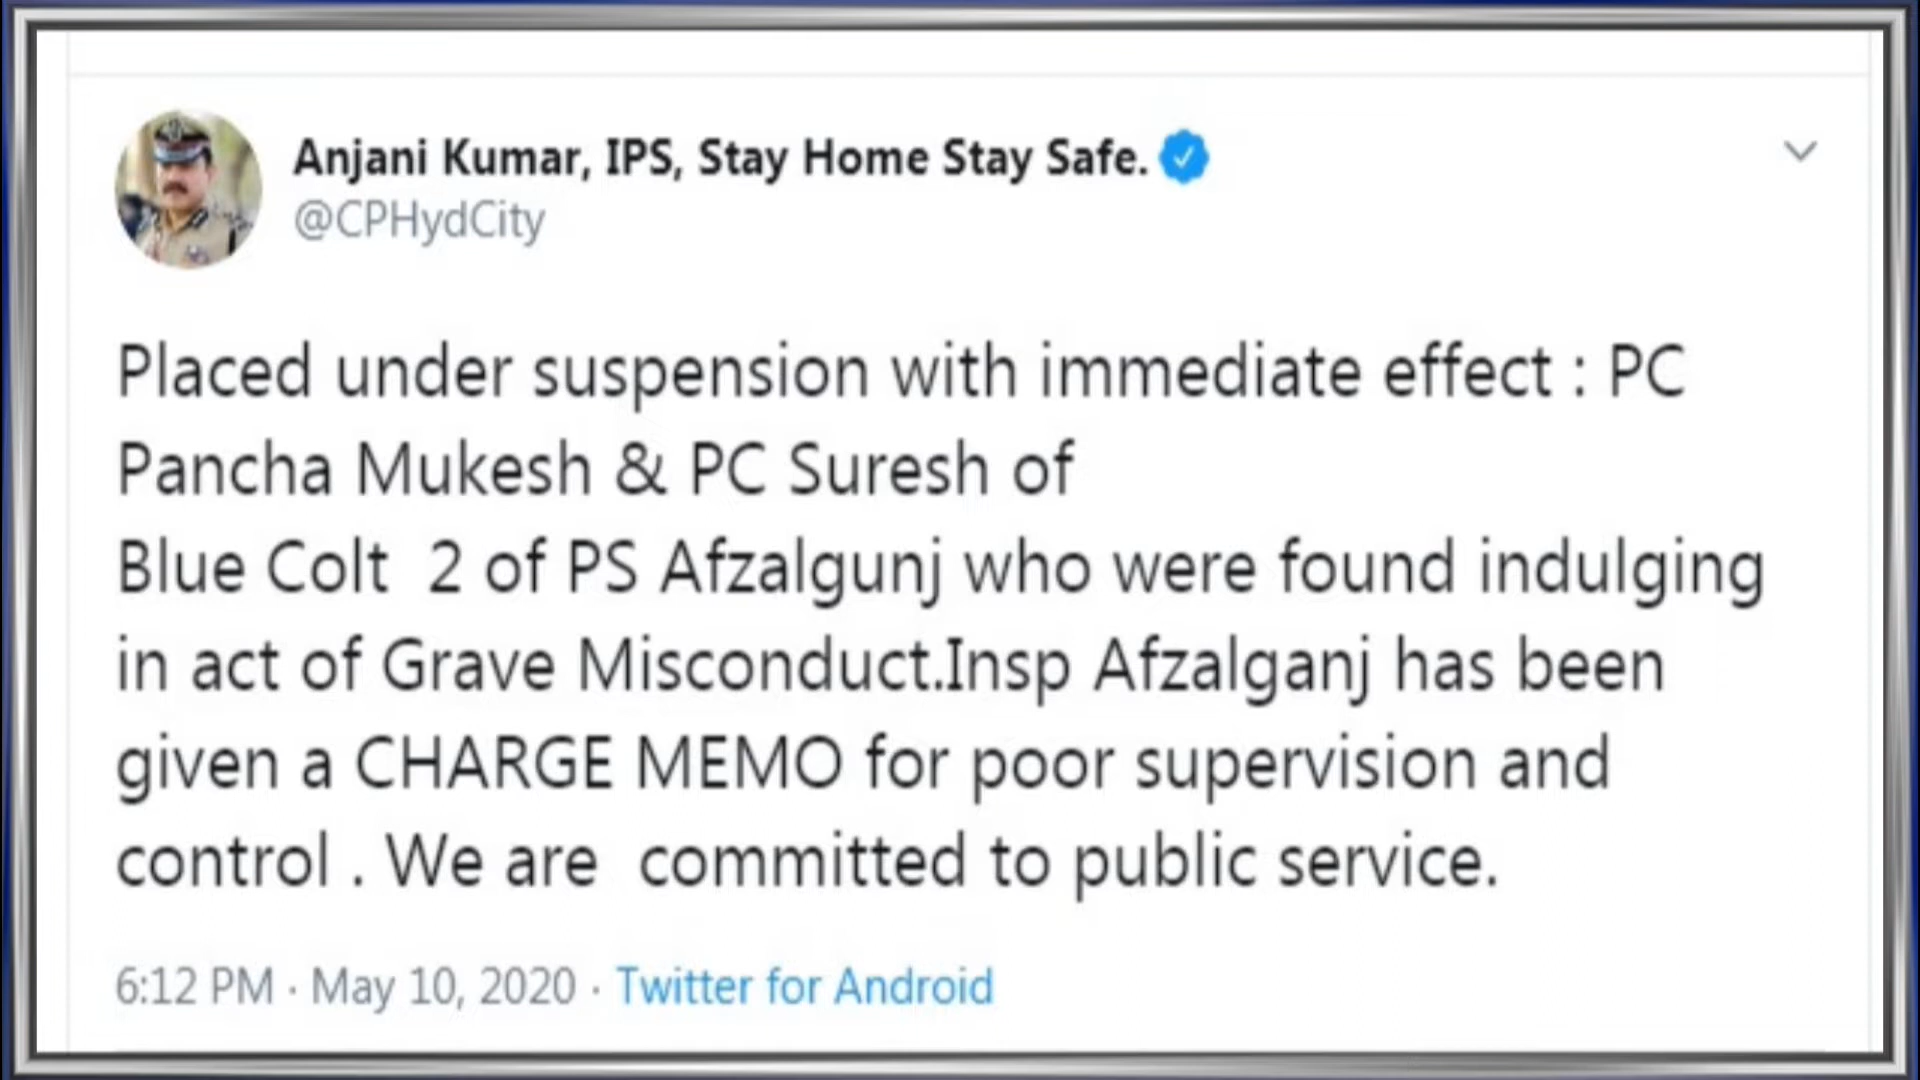 Anjani Kumar, IPS, Stay Home Stay Safe.
@CPHydCity
Placed under suspension with immediate effect : PC
Pancha Mukesh & PC Suresh of
Blue Colt  2 of PS Afzalgunj who were found indulging
in act of Grave Misconduct.Insp Afzalganj has been
given a CHARGE MEMO for poor supervision and
control . We are  committed to public service.
6:12 PM · May 10, 2020 · Twitter for Android